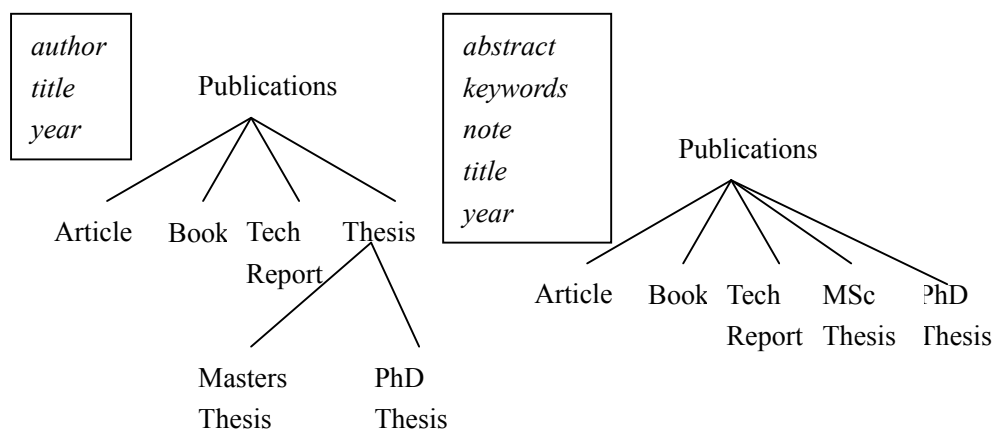 author
title
year
Publications
Article
Book
Tech
Report
Thesis
Masters
Thesis
PhD
Thesis
abstract
keywords
note
title
year
Publications
Article
Book
Tech
Report
MSc
Thesis
PhD
Thesis